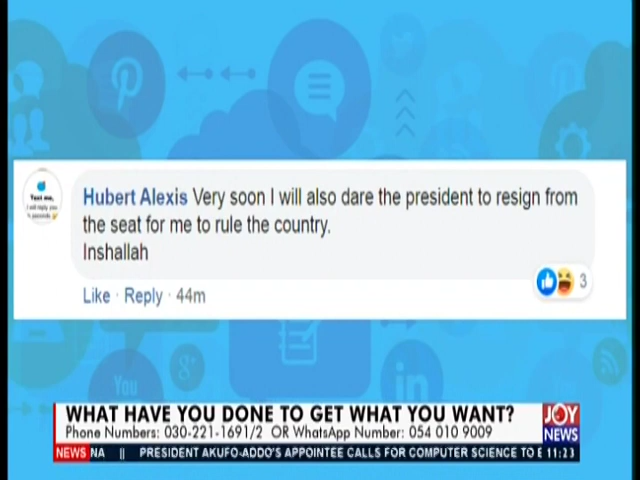 Hubert Alexis Very soon I will also dare the president to resign from
the seat for me to rule the country.
Inshallah
Like · Reply · 44m
3
You
g+
in
WHAT HAVE YOU DONE TO GET WHAT YOU WANT?
Phone Numbers: 030-221-1691/2 OR WhatsApp Number: 054 010 9009
JOY
NEWS
NEWS NA || PRESIDENT AKUFO-ADDO'S APPOINTEE CALLS FOR COMPUTER SCIENCE TO 11:23